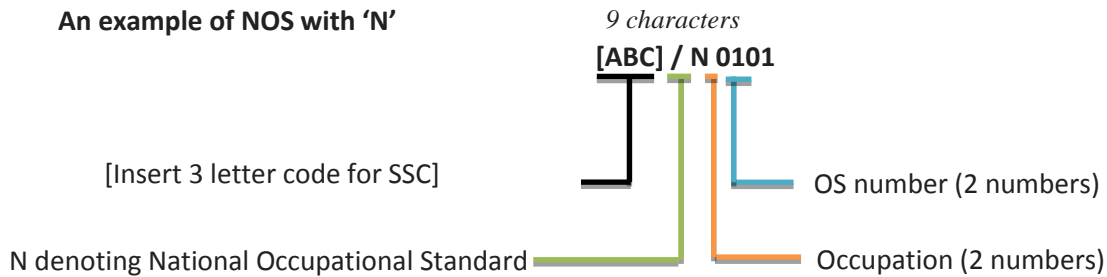 An example of NOS with ‘N’
9 characters
[ABC] / N 0101
[Insert 3 letter code for SSC]
OS number (2 numbers)
N denoting National Occupational Standard
Occupation (2 numbers)